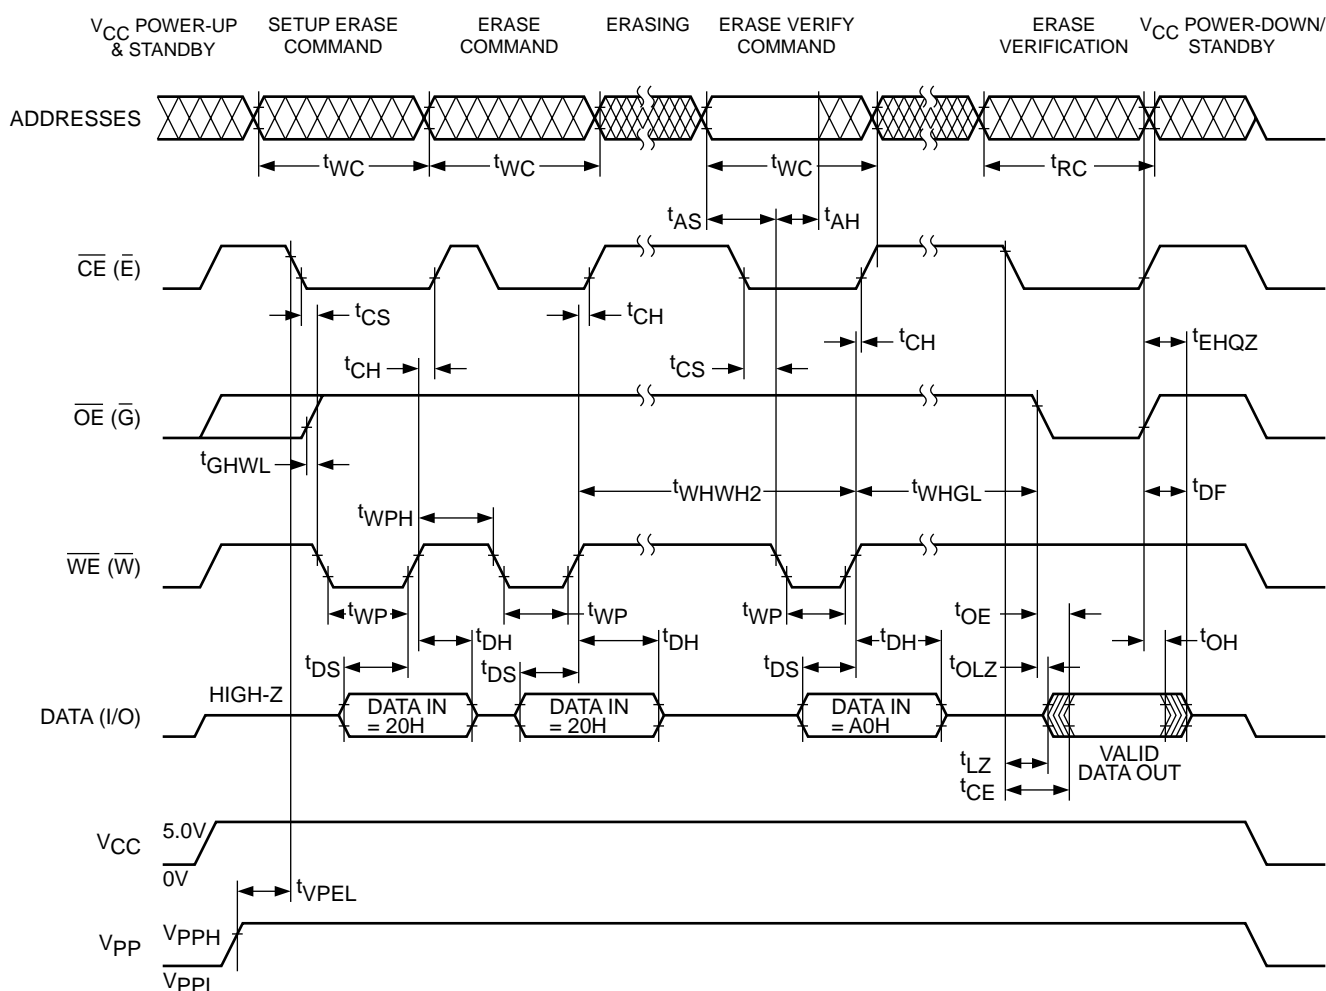 VCC POWER-UP
& STANDBY
SETUP ERASE
COMMAND
ERASE
COMMAND
ERASING
ERASE VERIFY
COMMAND
ERASE
VERIFICATION
VCC POWER-DOWN/
STANDBY
ADDRESSES
tWC
tWC
tWC
tRC
tAS
tAH
CE (E)
tCS
tCH
tCH
tEHQZ
tCH
tCS
OE (G)
tGHWL
tWHWH2
tWHGL
tDF
tWPH
WE (W)
tWP
tWP
tWP
tOE
tDH
tDH
tDH
tOH
tDS
tDS
tDS
tOLZ
HIGH-Z
DATA (I/O)
DATA IN
= 20H
DATA IN
= 20H
DATA IN
= A0H
VALID
DATA OUT
tLZ
tCE
VCC
5.0V
0V
tVPEL
VPP
VPPH
VPPL